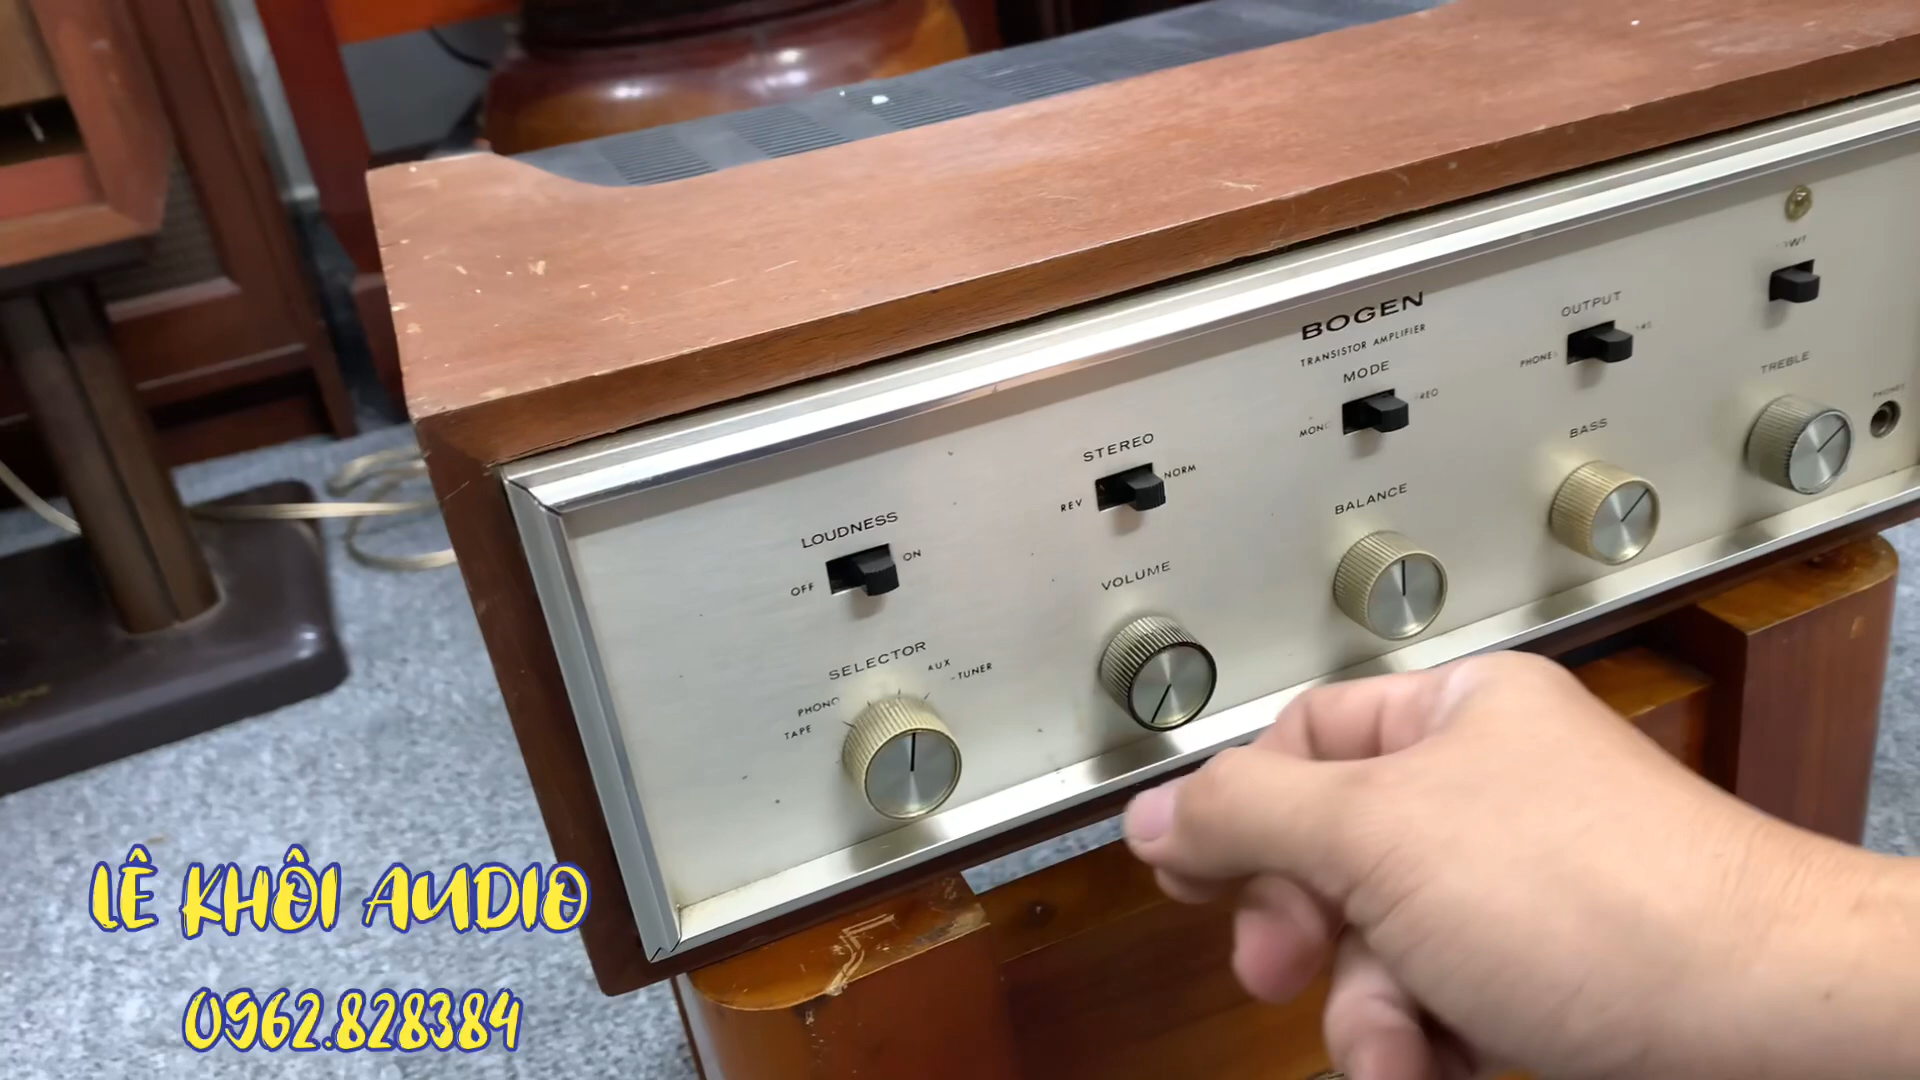 BOGEN
TRANSISTOR AMPLIFIER
OUTPUT
MODE
TREBLE
PHONES
STEREO
REV
NORM
BASS
LOUDNESS
OFF
ON
BALANCE
VOLUME
SELECTOR
AUX
TUNER
PHONO
TAPE
LÊ KHÔI AUDIO
0962.828384